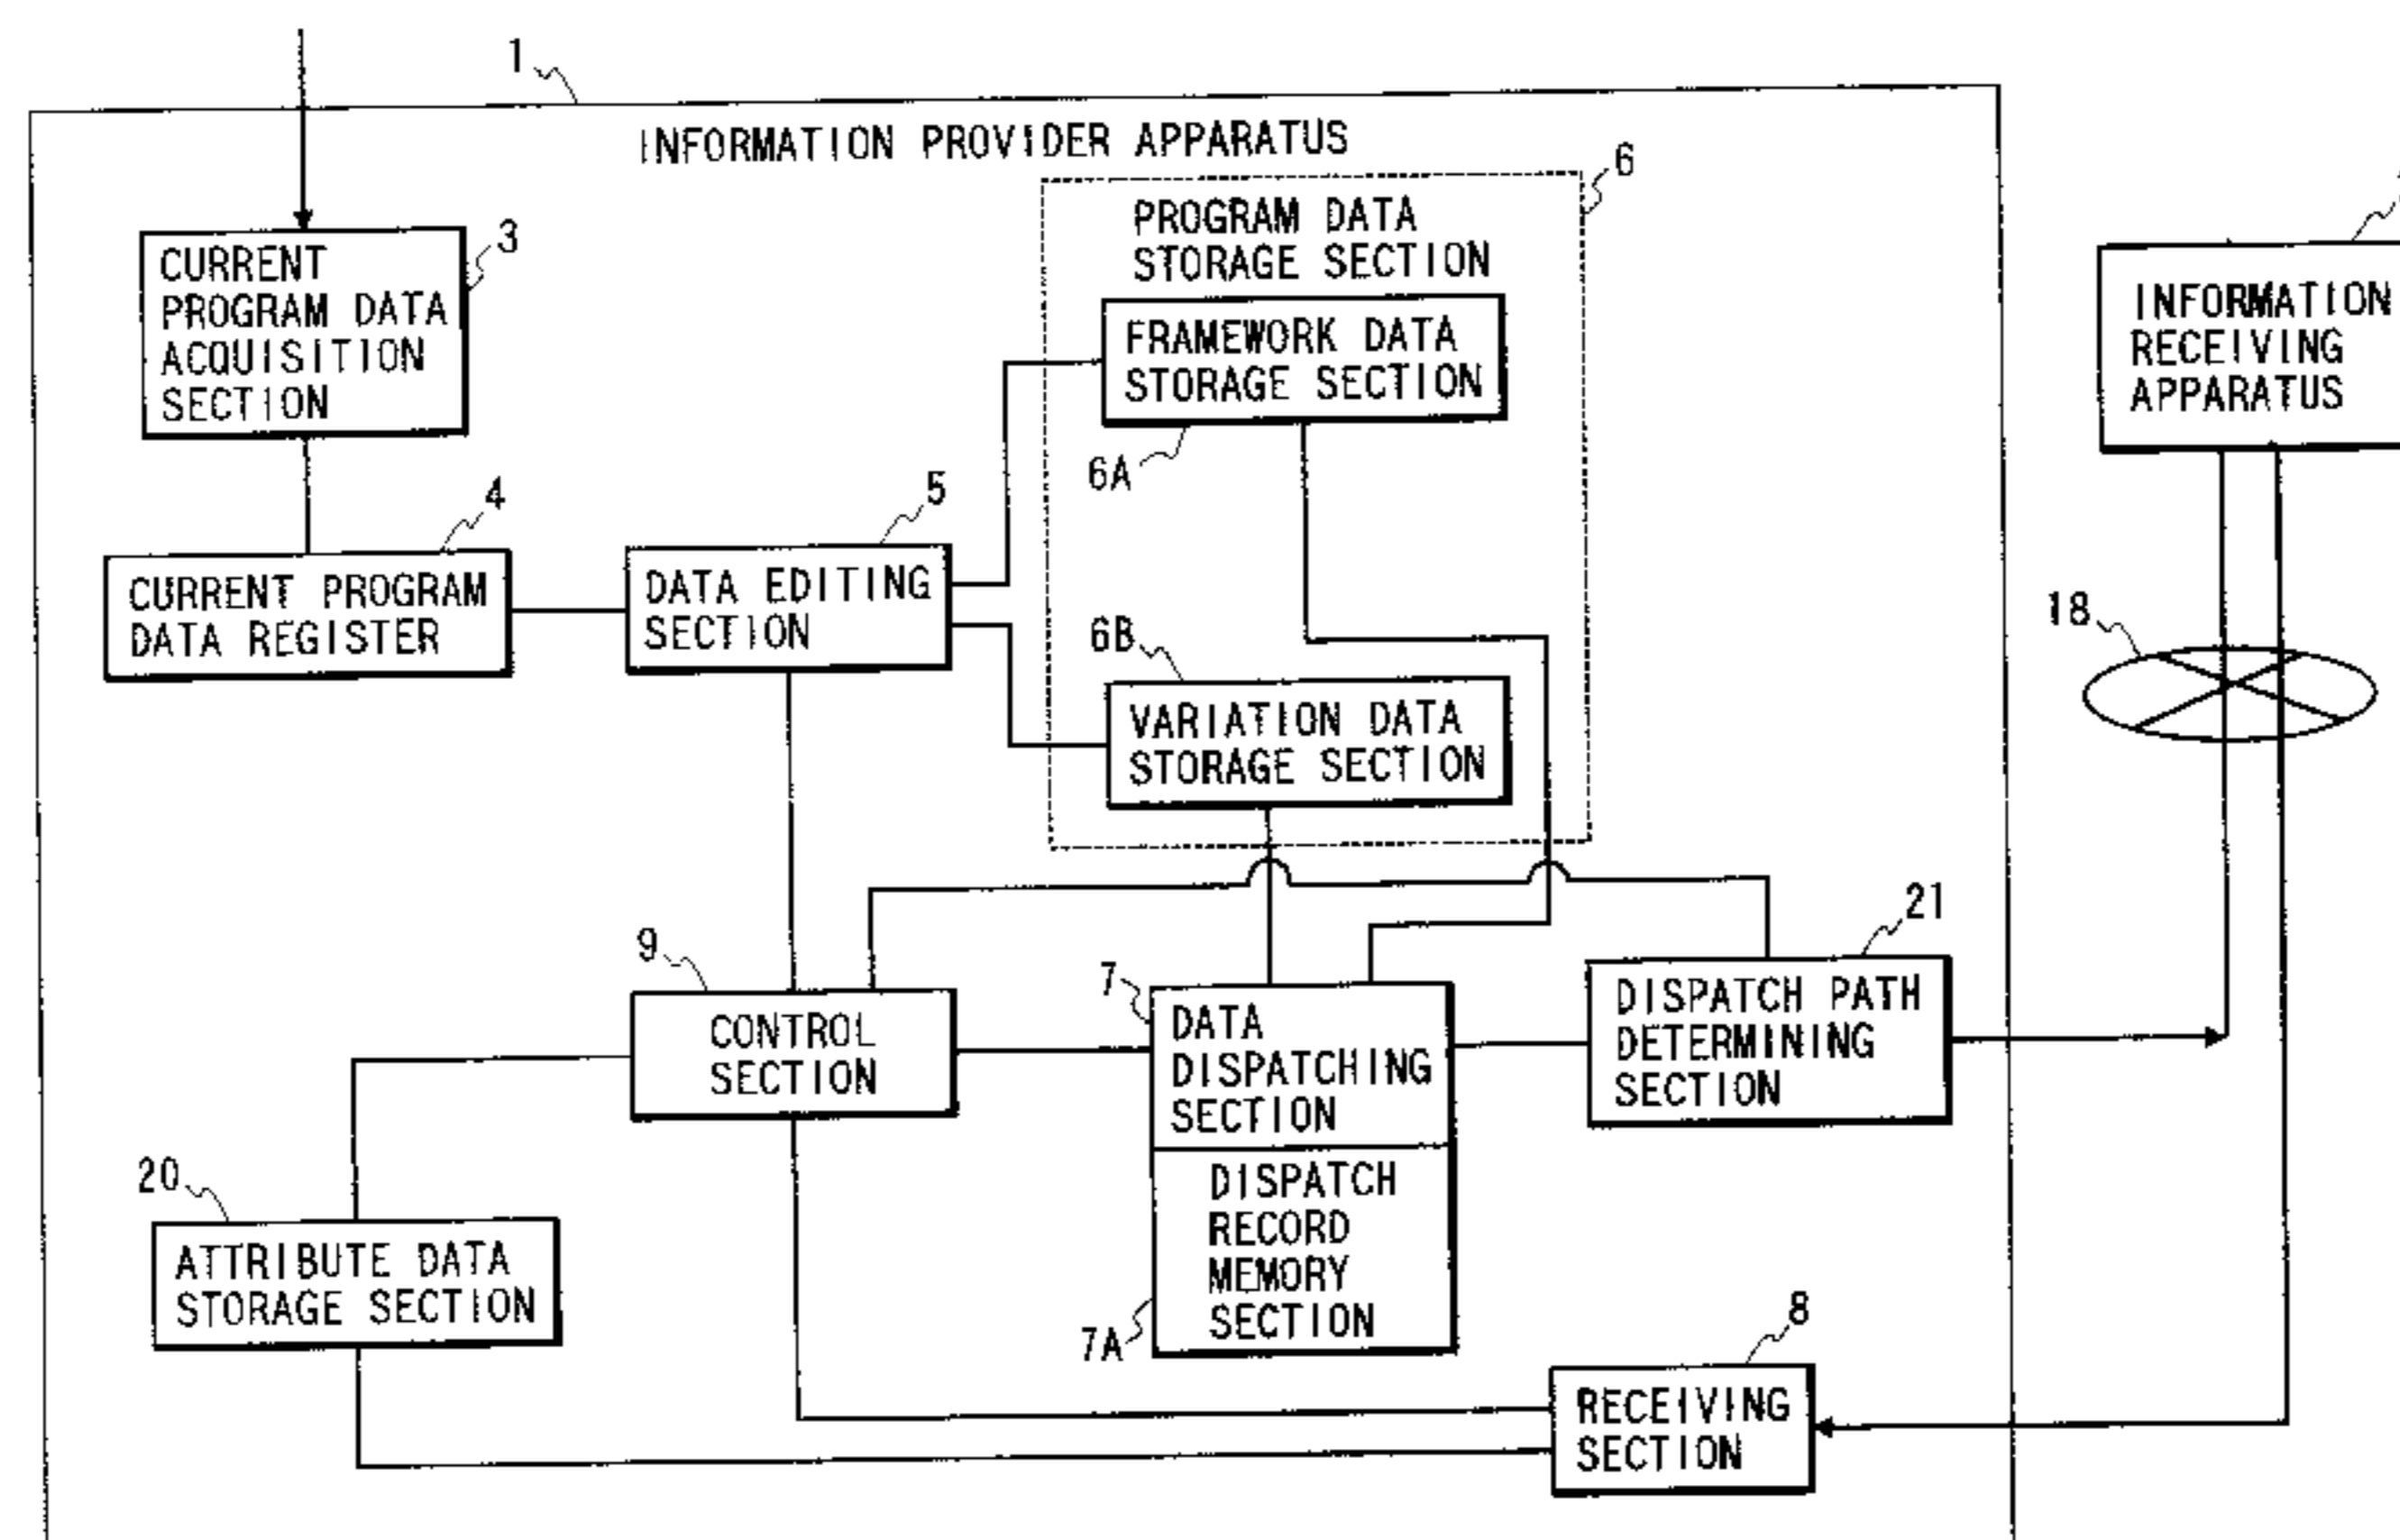 1
INFORMATION PROVIDER APPARATUS
6
PROGRAM DATA
STORAGE SECTION
3
CURRENT
PROGRAM DATA
ACQUISITION
SECTION
FRAMEWORK DATA
STORAGE SECTION
6A
INFORMATION
RECEIVING
APPARATUS
4
CURRENT PROGRAM
DATA REGISTER
5
DATA EDITING
SECTION
6B
VARIATION DATA
STORAGE SECTION
18
9
CONTROL
SECTION
7
DATA
DISPATCHING
SECTION
21
DISPATCH PATH
DETERMINING
SECTION
20
ATTRIBUTE DATA
STORAGE SECTION
DISPATCH
RECORD
MEMORY
SECTION
7A
8
RECEIVING
SECTION